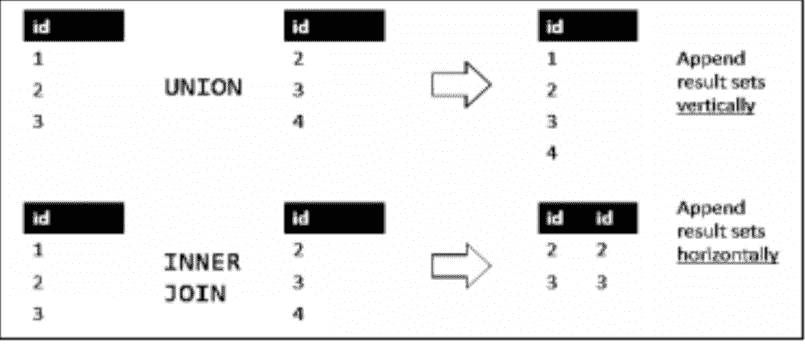 id id id
1 2 1 Append
2 UNION 3 2 result sets
3 4 3 vertically
4
id id id id Append
1 2 2 2 result sets
2 INNER 3 3 3 horizontally
3 JOIN 4